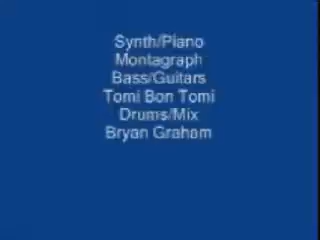 Synth/Piano
Montagraph
Bass/Guitars
Tomi Bon Tomi
Drums/Mix
Bryan Graham